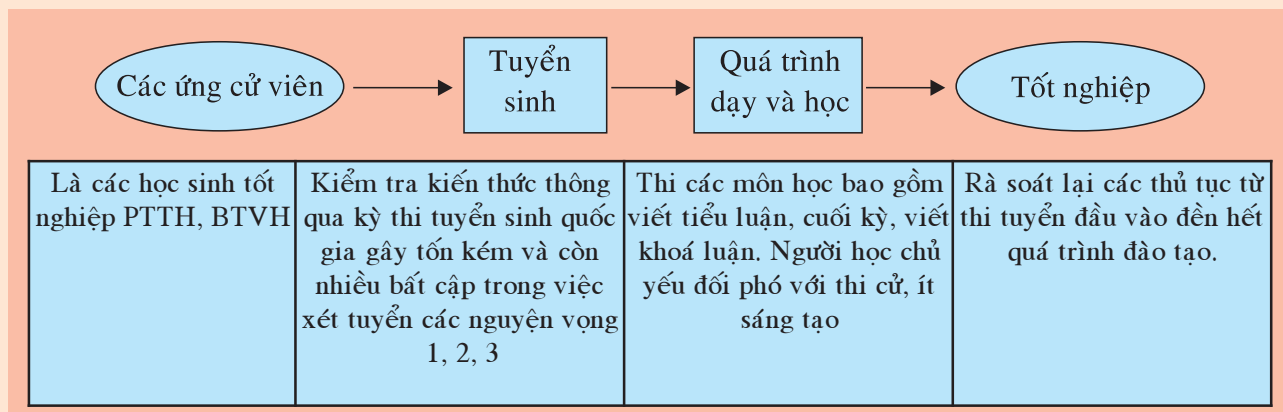 Các ứng cử viên
Tuyển
sinh
Quá trình
dạy và học
Tốt nghiệp
Là các học sinh tốt
nghiệp PTTH, BTVH
Kiểm tra kiến thức thông
qua kỳ thi tuyển sinh quốc
gia gây tốn kém và còn
nhiều bất cập trong việc
xét tuyển các nguyện vọng
1, 2, 3
Thi các môn học bao gồm
viết tiểu luận, cuối kỳ, viết
khoá luận. Người học chủ
yếu đối phó với thi cử, ít
sáng tạo
Rà soát lại các thủ tục từ
thi tuyển đầu vào đền hết
quá trình đào tạo.